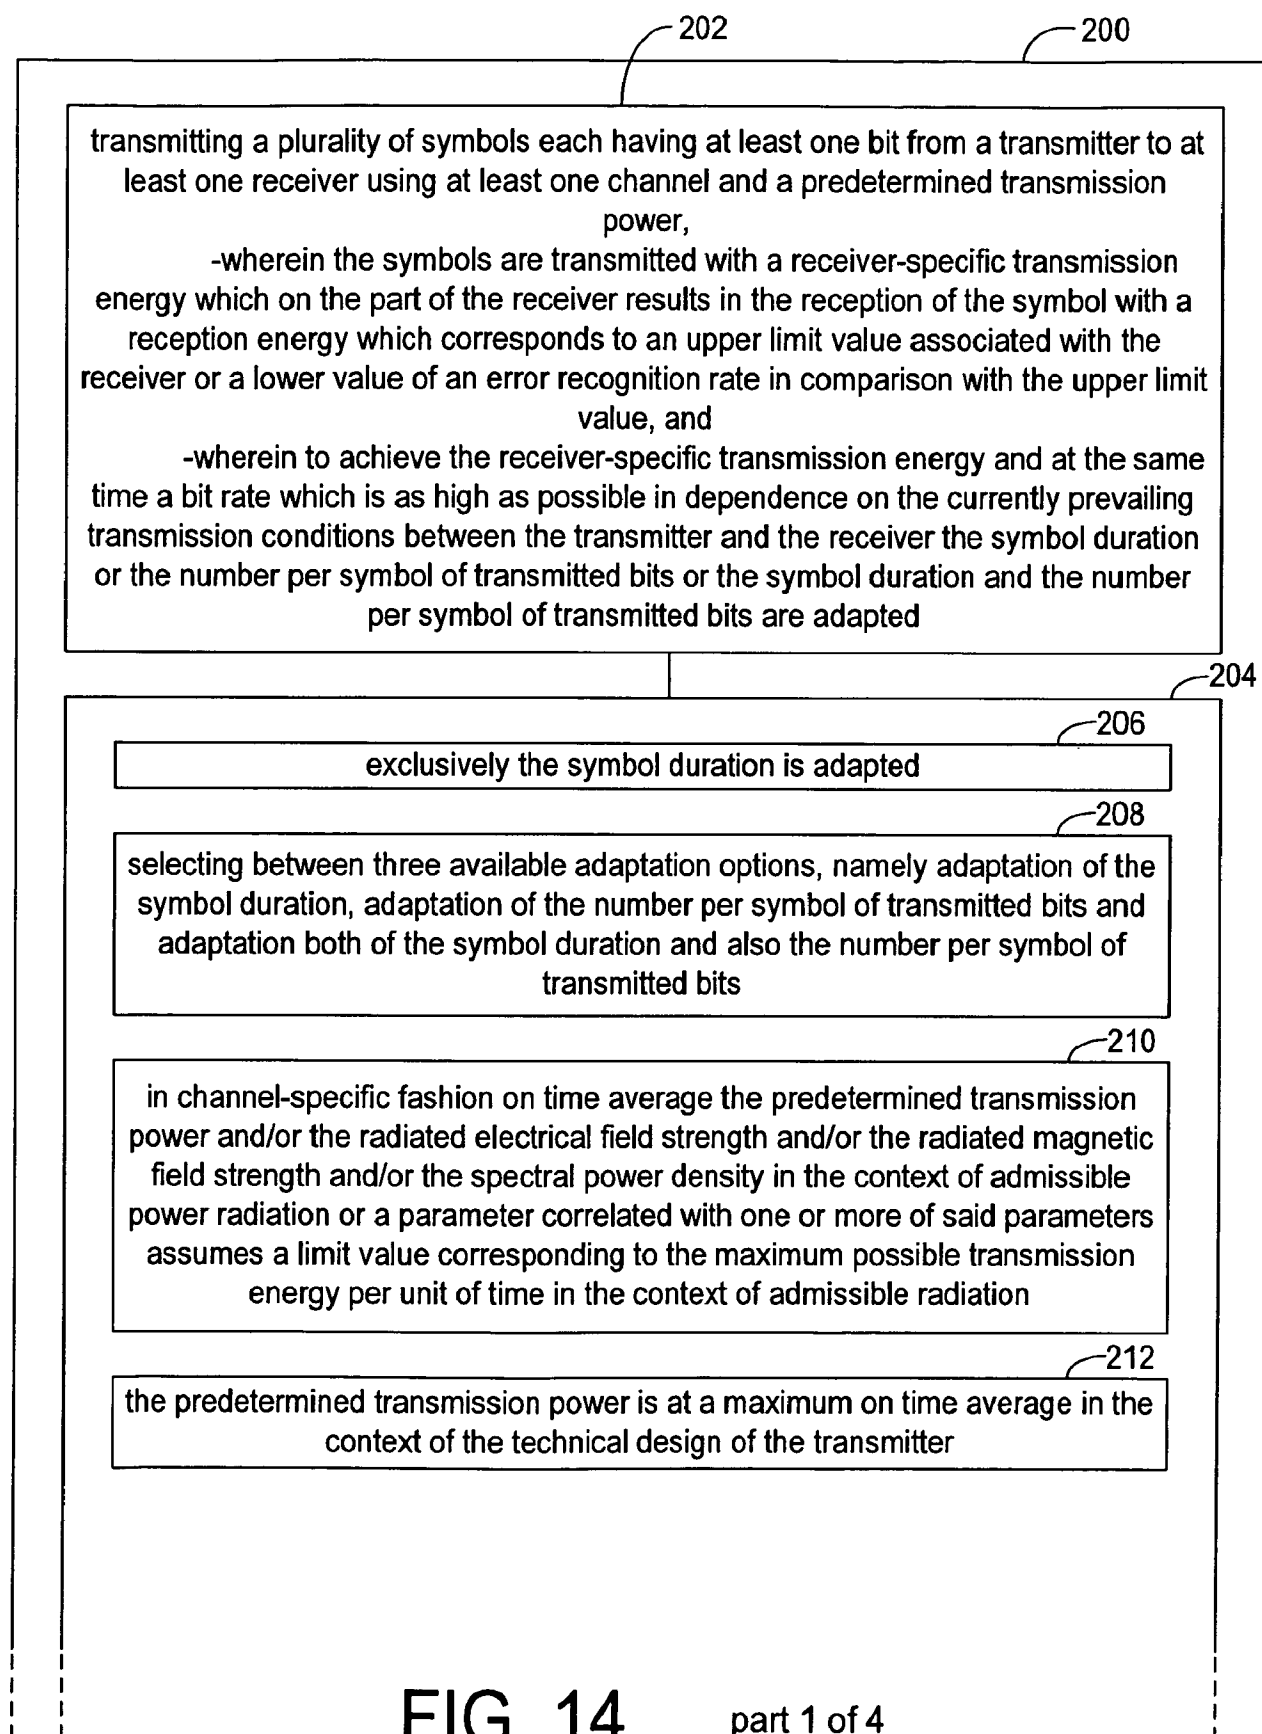 202
200
transmitting a plurality of symbols each having at least one bit from a transmitter to at
least one receiver using at least one channel and a predetermined transmission
power,
-wherein the symbols are transmitted with a receiver-specific transmission
energy which on the part of the receiver results in the reception of the symbol with a
reception energy which corresponds to an upper limit value associated with the
receiver or a lower value of an error recognition rate in comparison with the upper limit
value, and
-wherein to achieve the receiver-specific transmission energy and at the same
time a bit rate which is as high as possible in dependence on the currently prevailing
transmission conditions between the transmitter and the receiver the symbol duration
or the number per symbol of transmitted bits or the symbol duration and the number
per symbol of transmitted bits are adapted
204
206
exclusively the symbol duration is adapted
208
selecting between three available adaptation options, namely adaptation of the
symbol duration, adaptation of the number per symbol of transmitted bits and
adaptation both of the symbol duration and also the number per symbol of
transmitted bits
210
in channel-specific fashion on time average the predetermined transmission
power and/or the radiated electrical field strength and/or the radiated magnetic
field strength and/or the spectral power density in the context of admissible
power radiation or a parameter correlated with one or more of said parameters
assumes a limit value corresponding to the maximum possible transmission
energy per unit of time in the context of admissible radiation
212
the predetermined transmission power is at a maximum on time average in the
context of the technical design of the transmitter
FIG. 14 part 1 of 4